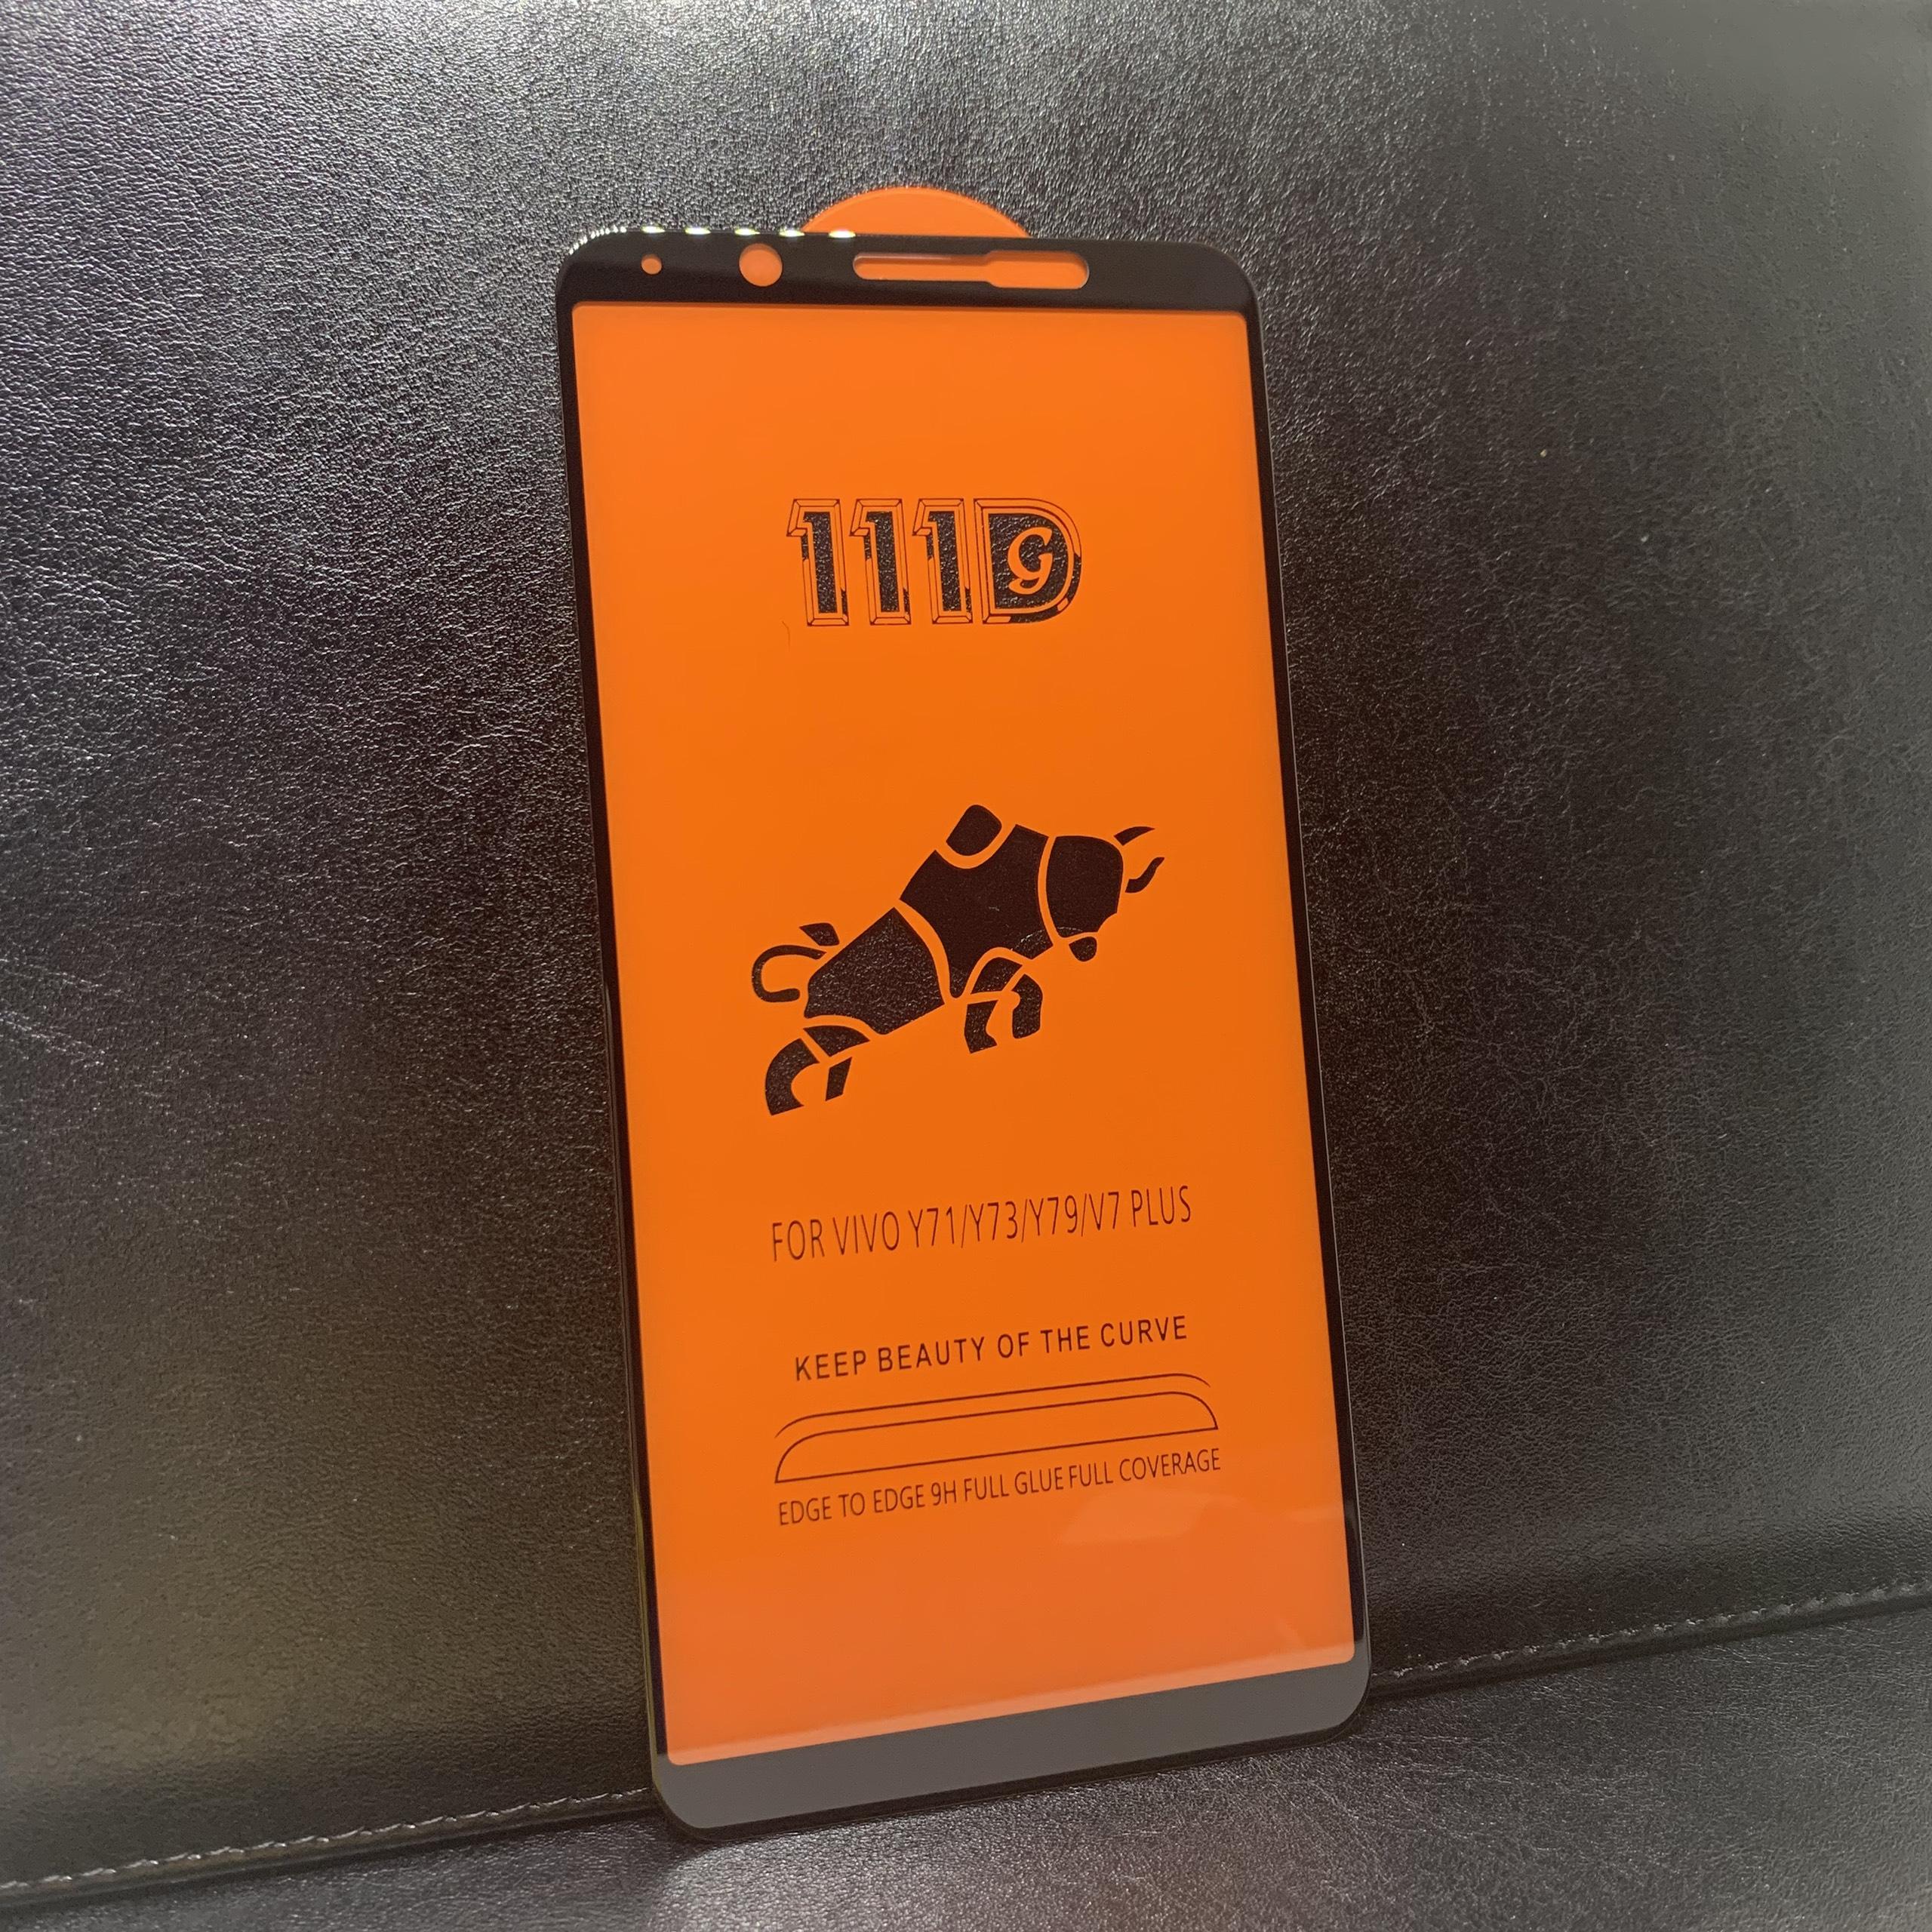 111D G
FOR VIVO Y71/Y73/Y79/V7 PLUS
KEEP BEAUTY OF THE CURVE
EDGE TO EDGE 9H FULL GLUE FULL COVERAGE